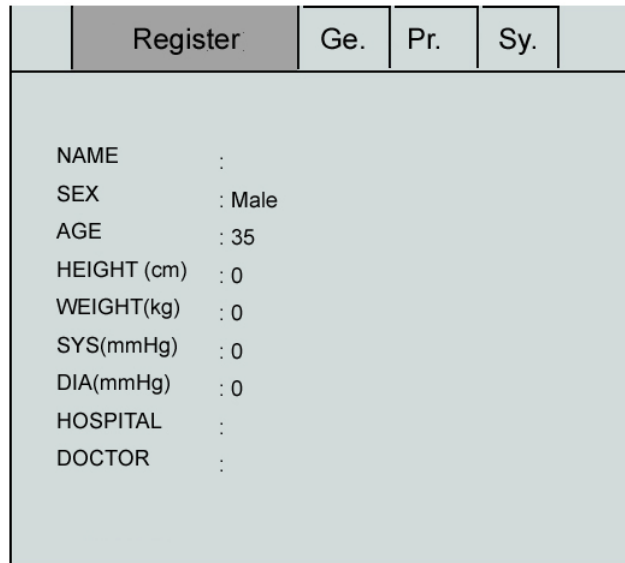 Register Ge. Pr. Sy.
NAME :
SEX : Male
AGE : 35
HEIGHT (cm) : 0
WEIGHT(kg) : 0
SYS(mmHg) : 0
DIA(mmHg) : 0
HOSPITAL :
DOCTOR :